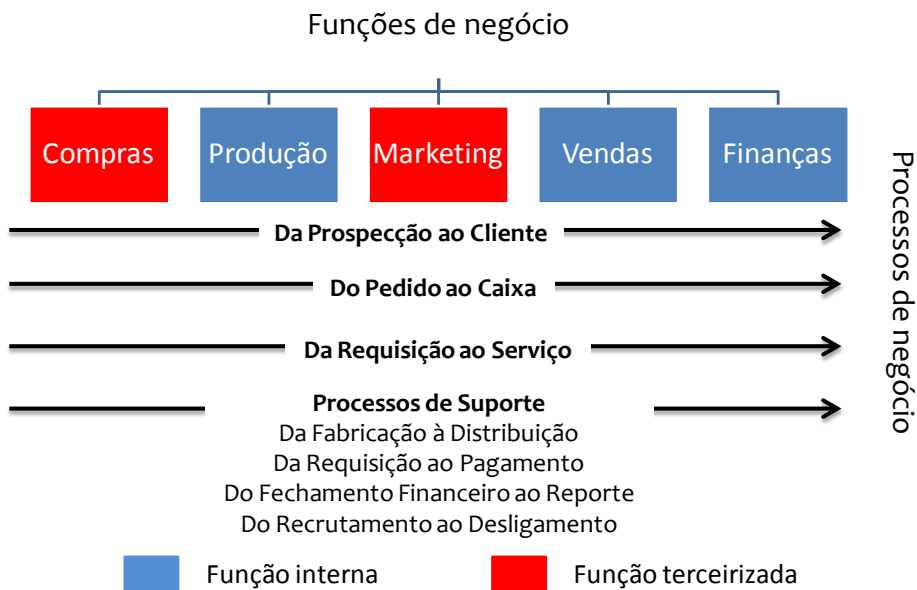 Funções de negócio
Compras
Produção
Marketing
Vendas
Finanças
Processos de negócio
Da Prospecção ao Cliente
Do Pedido ao Caixa
Da Requisição ao Serviço
Processos de Suporte
Da Fabricação à Distribuição
Da Requisição ao Pagamento
Do Fechamento Financeiro ao Reporte
Do Recrutamento ao Desligamento
Função interna
Função terceirizada